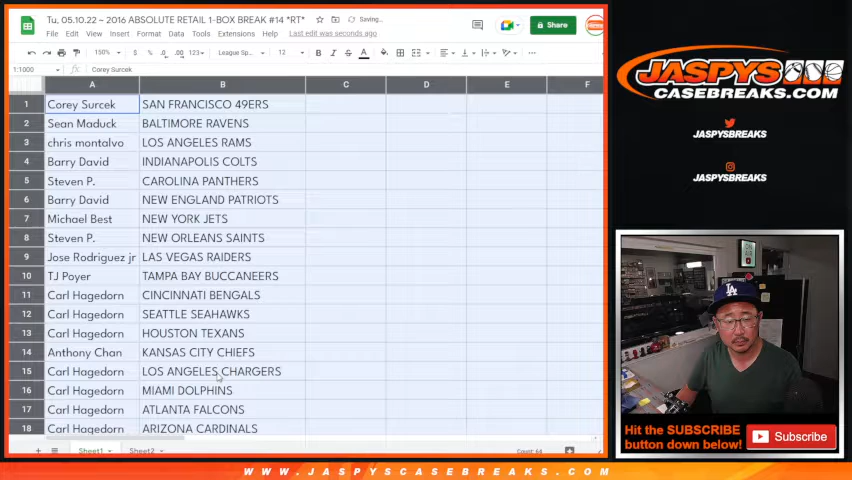 Tu, 05.10.22 – 2016 ABSOLUTE RETAIL 1-BOX BREAK #14 *RT*
Saving...
File Edit View Insert Format Data Tools Extensions Help Last edit was seconds ago
Share
150% $ % .0 .00 123 League Sp... 12 B I S A
1:1000 fx Corey Surcek
A B C D E F
1 Corey Surcek SAN FRANCISCO 49ERS
2 Sean Maduck BALTIMORE RAVENS
3 chris montalvo LOS ANGELES RAMS
4 Barry David INDIANAPOLIS COLTS
5 Steven P. CAROLINA PANTHERS
6 Barry David NEW ENGLAND PATRIOTS
7 Michael Best NEW YORK JETS
8 Steven P. NEW ORLEANS SAINTS
9 Jose Rodriguez jr LAS VEGAS RAIDERS
10 TJ Poyer TAMPA BAY BUCCANEERS
11 Carl Hagedorn CINCINNATI BENGALS
12 Carl Hagedorn SEATTLE SEAHAWKS
13 Carl Hagedorn HOUSTON TEXANS
14 Anthony Chan KANSAS CITY CHIEFS
15 Carl Hagedorn LOS ANGELES CHARGERS
16 Carl Hagedorn MIAMI DOLPHINS
17 Carl Hagedorn ATLANTA FALCONS
18 Carl Hagedorn ARIZONA CARDINALS
Sheet1 Sheet2 Count: 64
JASPYS
CASEBREAKS.COM
JASPYSBREAKS
JASPYSBREAKS
LA
Hit the SUBSCRIBE
button down below!
Subscribe
WWW.JASPYSCASEBREAKS.COM